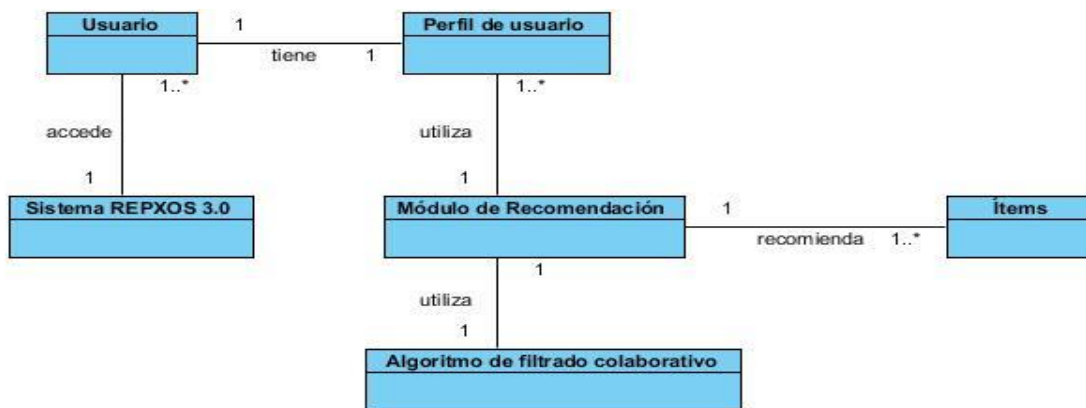 Usuario
1
Perfil de usuario
tiene
1
1..*
1..*
accede
utiliza
1
1
Sistema REPXOS 3.0
Módulo de Recomendación
1
Ítems
recomienda
1..*
1
utiliza
1
Algoritmo de filtrado colaborativo